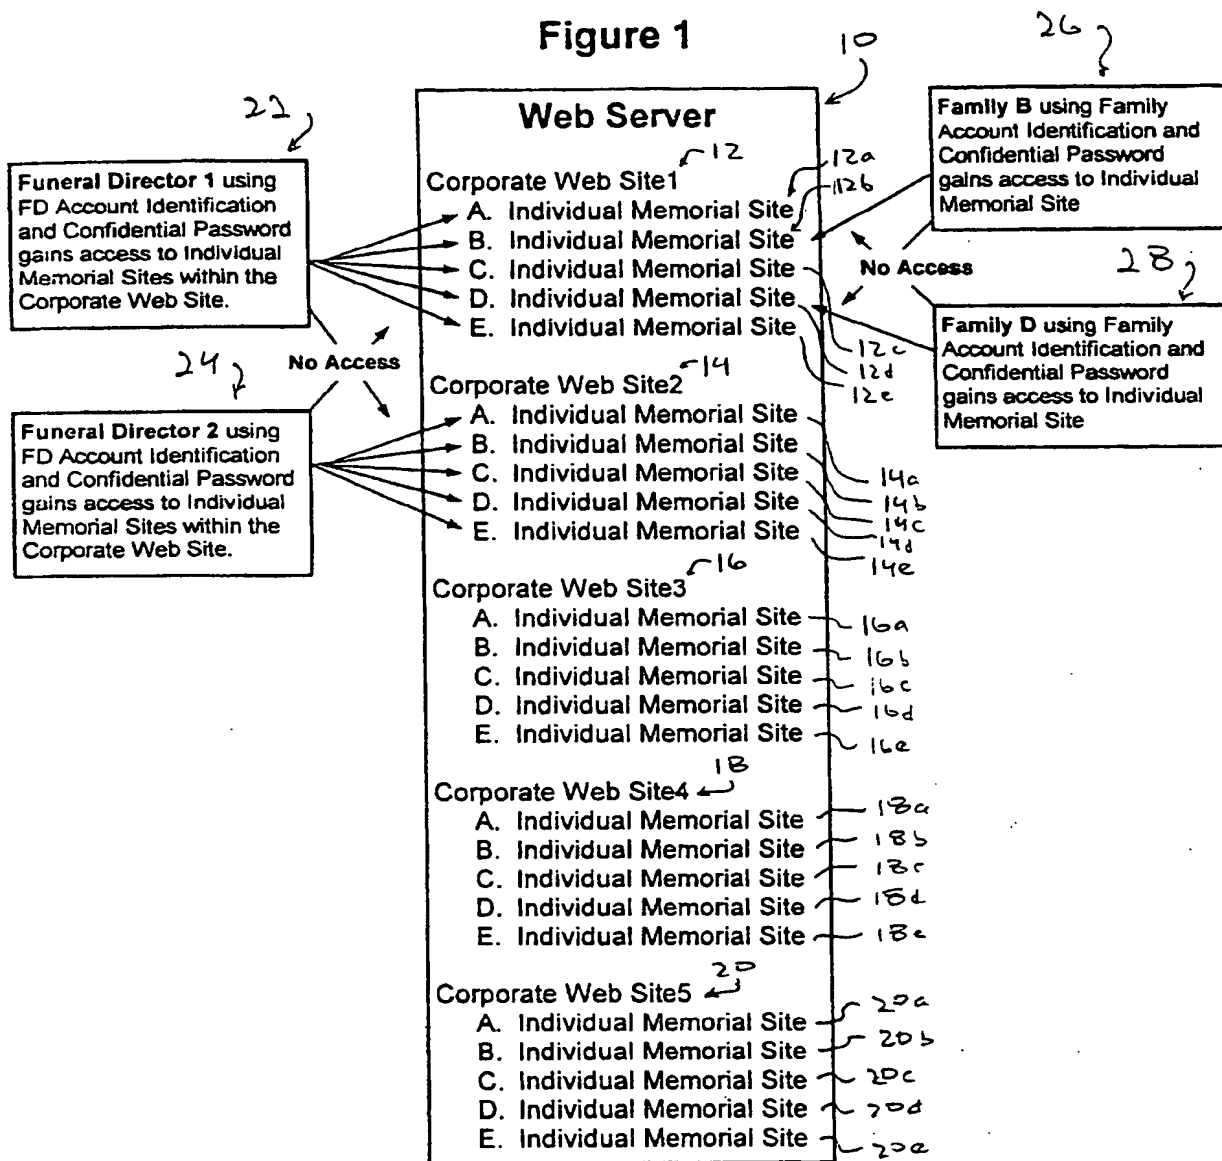 Figure 1
10
26
22
Web Server
Family B using Family
Account Identification and
Confidential Password
gains access to Individual
Memorial Site
Funeral Director 1 using
FD Account Identification
and Confidential Password
gains access to Individual
Memorial Sites within the
Corporate Web Site.
12
12a
12b
Corporate Web Site1
A. Individual Memorial Site
B. Individual Memorial Site
C. Individual Memorial Site
D. Individual Memorial Site
E. Individual Memorial Site
No Access
28
Family D using Family
Account Identification and
Confidential Password
gains access to Individual
Memorial Site
12c
12d
12e
24
No Access
Funeral Director 2 using
FD Account Identification
and Confidential Password
gains access to Individual
Memorial Sites within the
Corporate Web Site.
14
Corporate Web Site2
A. Individual Memorial Site
B. Individual Memorial Site
C. Individual Memorial Site
D. Individual Memorial Site
E. Individual Memorial Site
14a
14b
14c
14d
14e
16
Corporate Web Site3
A. Individual Memorial Site 16a
B. Individual Memorial Site 16b
C. Individual Memorial Site 16c
D. Individual Memorial Site 16d
E. Individual Memorial Site 16e
18
Corporate Web Site4
A. Individual Memorial Site 18a
B. Individual Memorial Site 18b
C. Individual Memorial Site 18c
D. Individual Memorial Site 18d
E. Individual Memorial Site 18e
20
Corporate Web Site5
A. Individual Memorial Site 20a
B. Individual Memorial Site 20b
C. Individual Memorial Site 20c
D. Individual Memorial Site 20d
E. Individual Memorial Site 20e